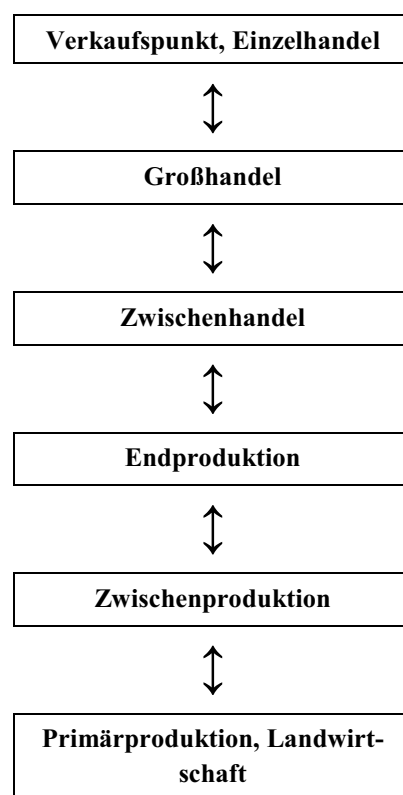 Verkaufspunkt, Einzelhandel
Großhandel
Zwischenhandel
Endproduktion
Zwischenproduktion
Primärproduktion, Landwirt-
schaft